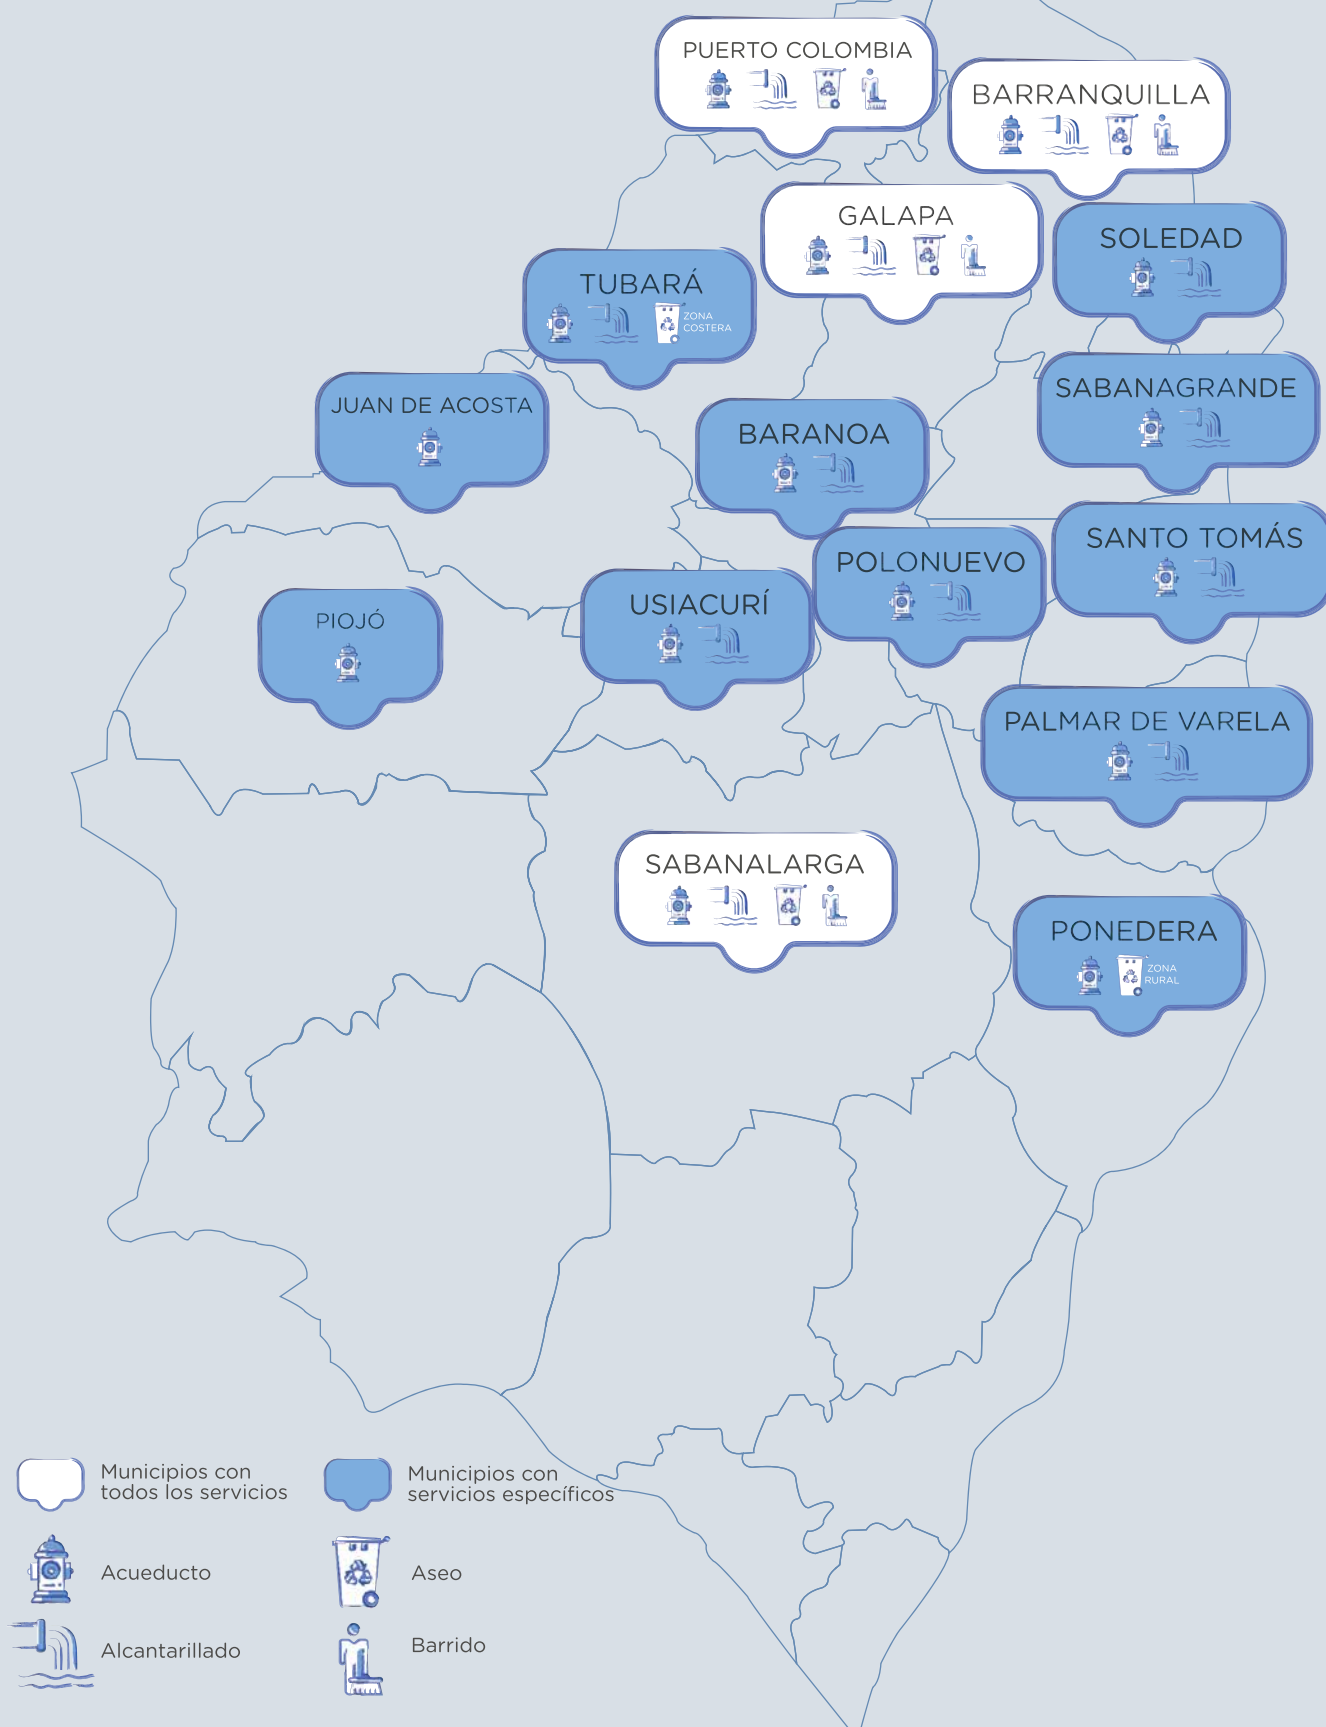 PUERTO COLOMBIA
BARRANQUILLA
GALAPA
SOLEDAD
TUBARÁ
ZONA
COSTERA
SABANAGRANDE
JUAN DE ACOSTA
BARANOA
SANTO TOMÁS
POLONUEVO
USIACURÍ
PIOJÓ
PALMAR DE VARELA
SABANALARGA
PONEDERA
ZONA
RURAL
Municipios con
todos los servicios
Municipios con
servicios específicos
Acueducto
Aseo
Alcantarillado
Barrido